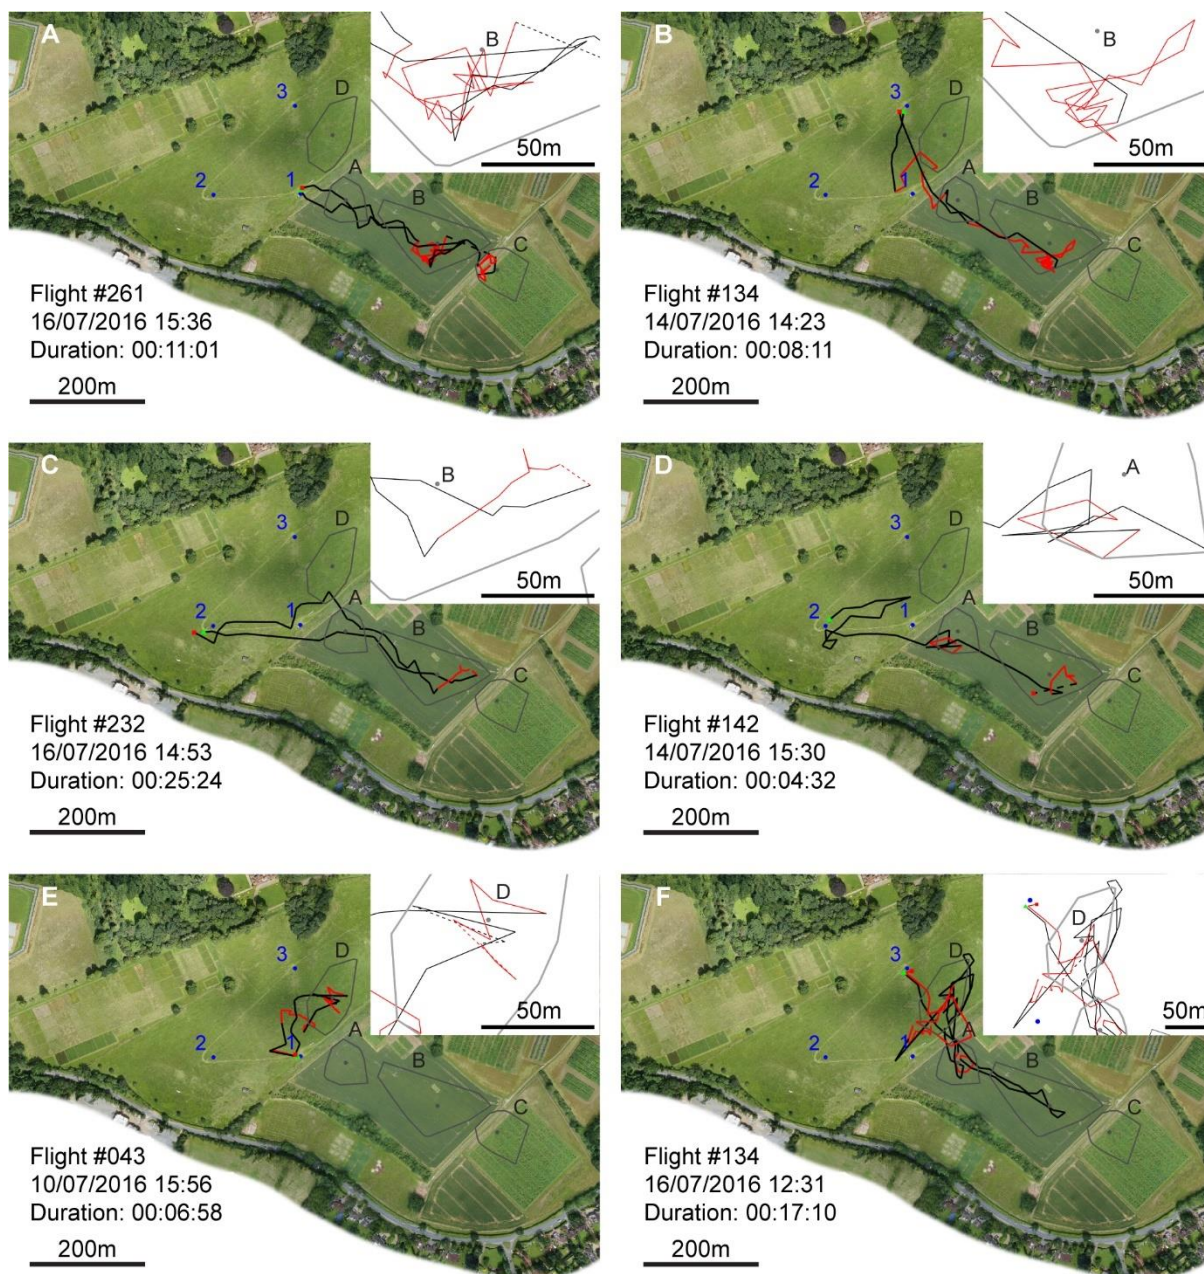 A
B
50m
3
D
A
2
1
B
C
Flight #261
16/07/2016 15:36
Duration: 00:11:01
200m
B
B
50m
3
D
A
2
1
B
C
Flight #134
14/07/2016 14:23
Duration: 00:08:11
200m
C
B
50m
3
D
A
2
1
B
C
Flight #232
16/07/2016 14:53
Duration: 00:25:24
200m
D
A
50m
3
D
A
2
1
B
C
Flight #142
14/07/2016 15:30
Duration: 00:04:32
200m
E
D
50m
3
D
A
2
1
B
C
Flight #043
10/07/2016 15:56
Duration: 00:06:58
200m
F
D
50m
3
D
A
2
1
B
C
Flight #134
16/07/2016 12:31
Duration: 00:17:10
200m